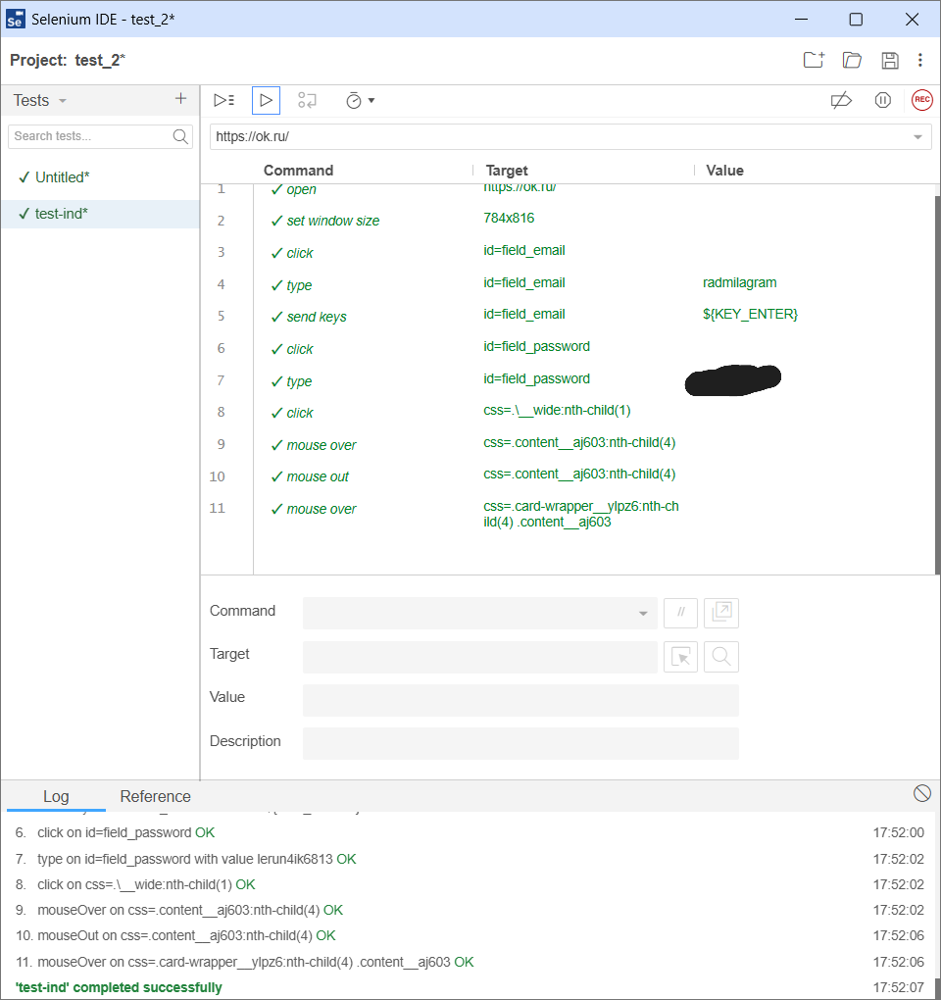 Selenium IDE - test_2*
Project: test_2*
Tests
Search tests...
Untitled*
test-ind*
REC
https://ok.ru/
Command Target Value
1 open https://ok.ru/
2 set window size 784x816
3 click id=field_email
4 type id=field_email radmilagram
5 send keys id=field_email ${KEY_ENTER}
6 click id=field_password
7 type id=field_password
8 click css=.\__wide:nth-child(1)
9 mouse over css=.content__aj603:nth-child(4)
10 mouse out css=.content__aj603:nth-child(4)
11 mouse over css=.card-wrapper__ylpz6:nth-ch
ild(4) .content__aj603
Command
//
Target
Value
Description
Log Reference
6. click on id=field_password OK 17:52:00
7. type on id=field_password with value lerun4ik6813 OK 17:52:02
8. click on css=.\__wide:nth-child(1) OK 17:52:02
9. mouseOver on css=.content__aj603:nth-child(4) OK 17:52:02
10. mouseOut on css=.content__aj603:nth-child(4) OK 17:52:06
11. mouseOver on css=.card-wrapper__ylpz6:nth-child(4) .content__aj603 OK 17:52:06
'test-ind' completed successfully 17:52:07